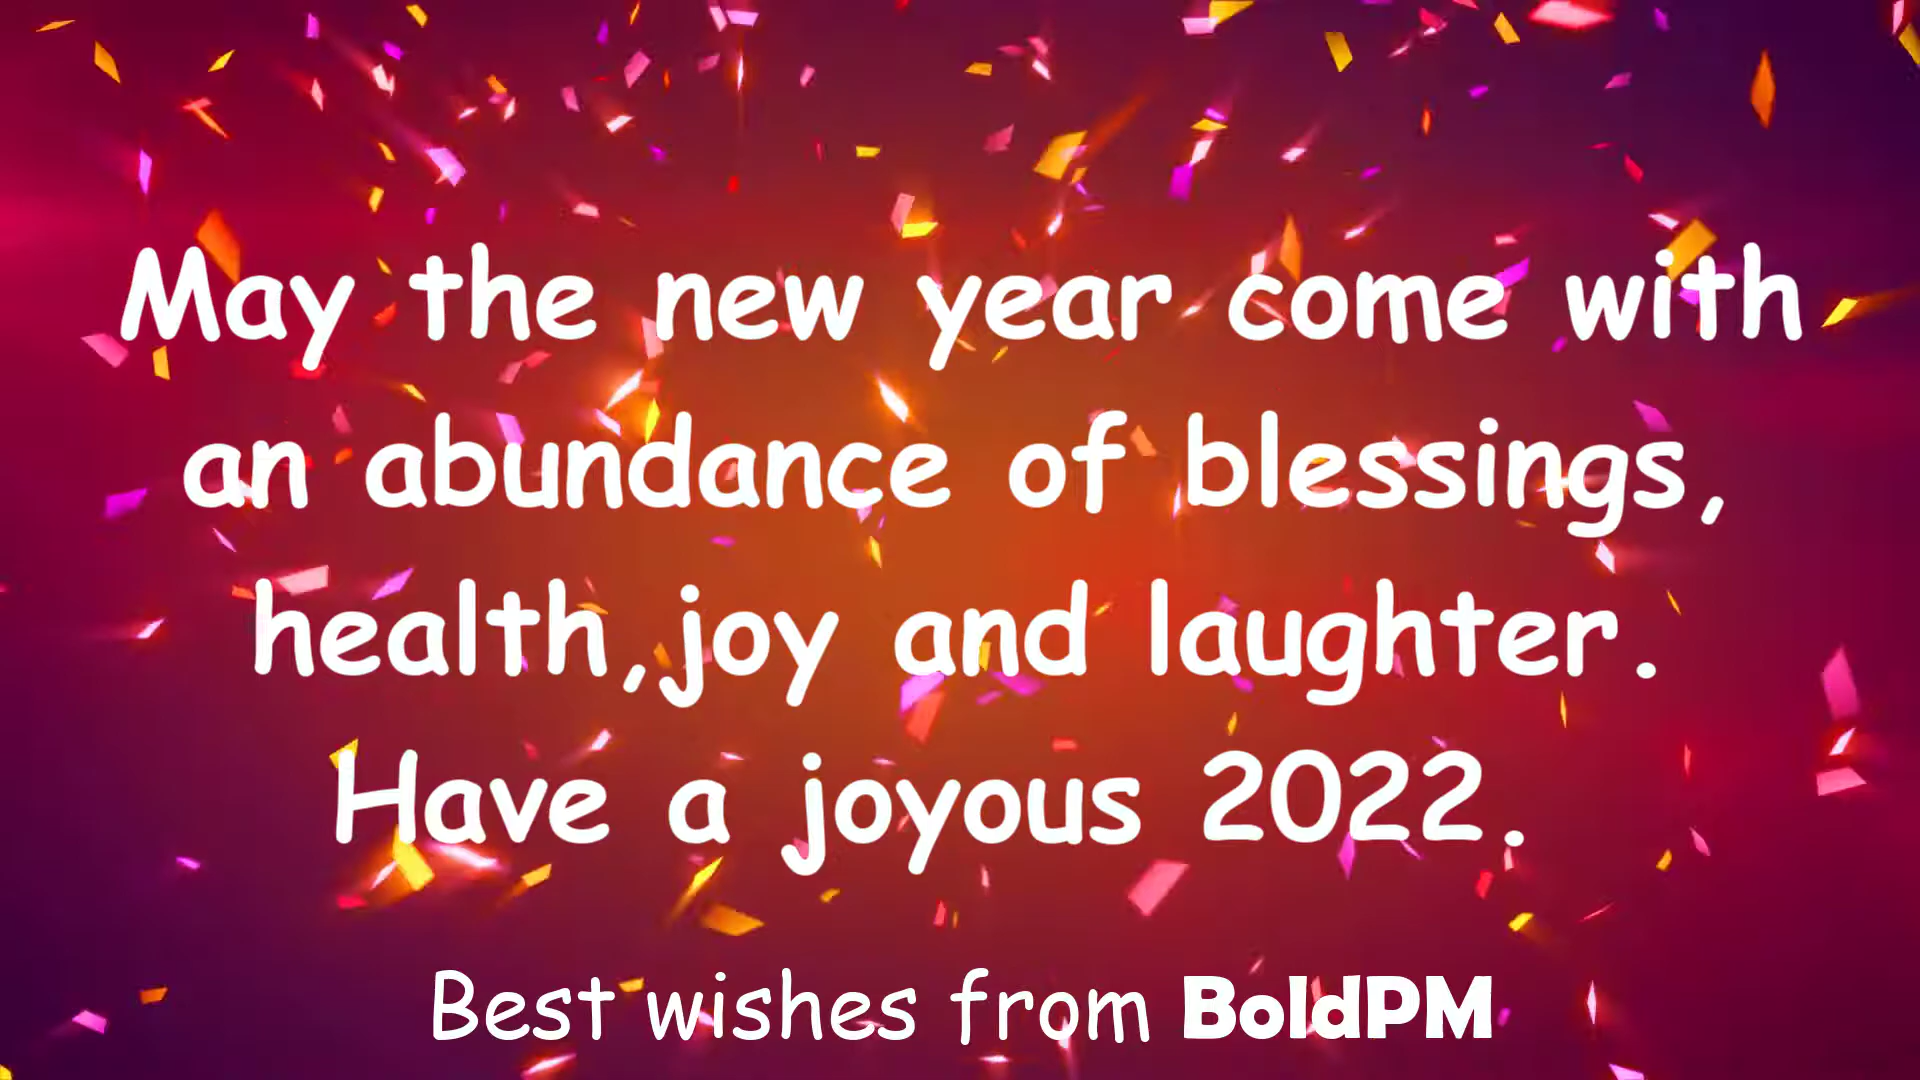 May the new year come with
an abundance of blessings,
health,joy and laughter.
Have a joyous 2022.
Best wishes from BoldPM